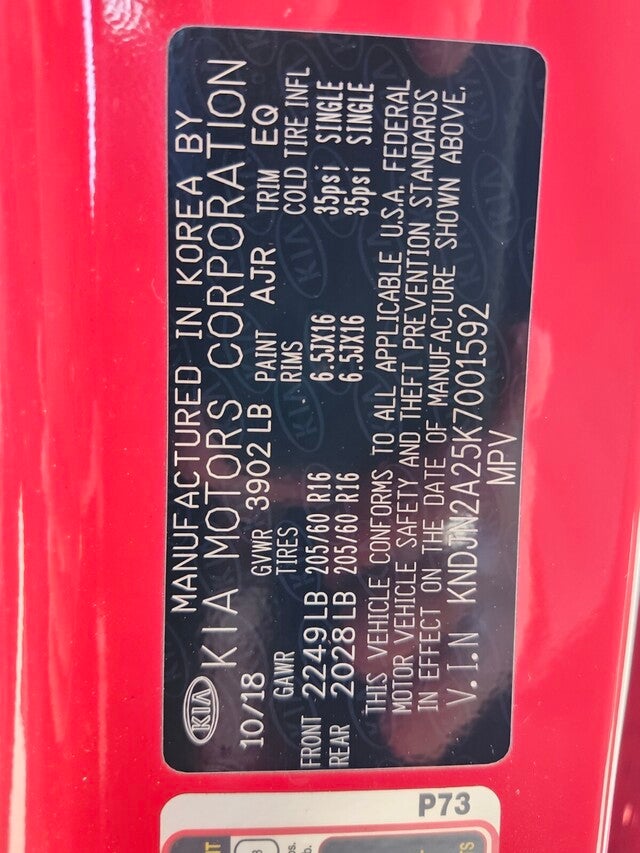 MANUFACTURED IN KOREA BY
KIA KIA MOTORS CORPORATION
10/18 GVWR 3902 LB PAINT AJR TRIM EQ
GAWR TIRES RIMS COLD TIRE INFL
FRONT 2249 LB 205/60 R16 6.5JX16 35psi SINGLE
REAR 2028 LB 205/60 R16 6.5JX16 35psi SINGLE
THIS VEHICLE CONFORMS TO ALL APPLICABLE U.S.A. FEDERAL
MOTOR VEHICLE SAFETY AND THEFT PREVENTION STANDARDS
IN EFFECT ON THE DATE OF MANUFACTURE SHOWN ABOVE.
V.I.N KNDJN2A25K7001592
MPV
P73